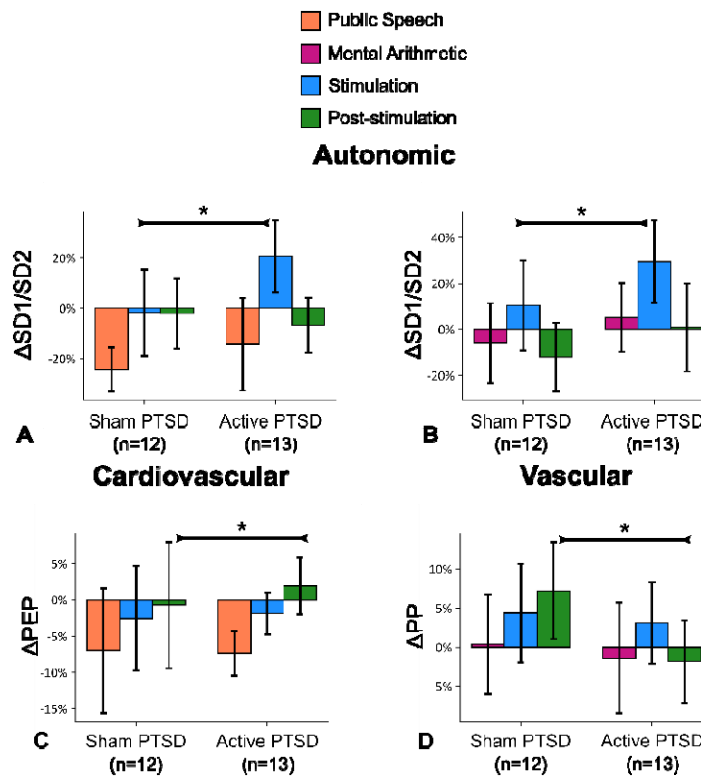 Public Speech
Mental Arithmetic
Stimulation
Post-stimulation
Autonomic
*
ΔSD1/SD2
20%
0%
-20%
Sham PTSD
Active PTSD
A
(n=12)
(n=13)
*
ΔSD1/SD2
40%
20%
0%
-20%
Sham PTSD
Active PTSD
B
(n=12)
(n=13)
Cardiovascular
Vascular
*
ΔPEP
5%
0%
-5%
-10%
-15%
Sham PTSD
Active PTSD
C
(n=12)
(n=13)
*
ΔPP
10%
5%
0%
5%
Sham PTSD
Active PTSD
D
(n=12)
(n=13)